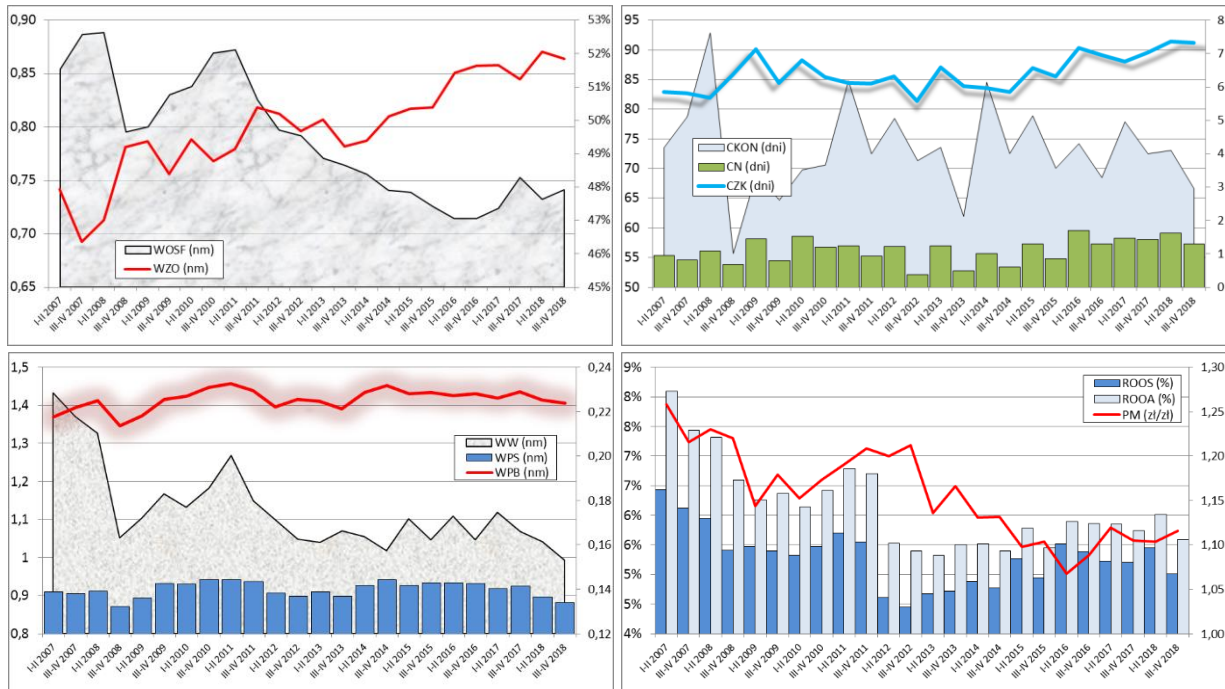 0,90
0,85
0,80
0,75
0,70
0,65
53%
52%
51%
50%
49%
48%
47%
46%
45%
WOSF (nm)
WZO (nm)
I-II 2007
III-IV 2007
I-II 2008
III-IV 2008
I-II 2009
III-IV 2009
I-II 2010
III-IV 2010
I-II 2011
III-IV 2011
I-II 2012
III-IV 2012
I-II 2013
III-IV 2013
I-II 2014
III-IV 2014
I-II 2015
III-IV 2015
I-II 2016
III-IV 2016
I-II 2017
III-IV 2017
I-II 2018
III-IV 2018
95
90
85
80
75
70
65
60
55
50
8
7
6
5
4
3
2
1
0
CKON (dni)
CN (dni)
CZK (dni)
I-II 2007
III-IV 2007
I-II 2008
III-IV 2008
I-II 2009
III-IV 2009
I-II 2010
III-IV 2010
I-II 2011
III-IV 2011
I-II 2012
III-IV 2012
I-II 2013
III-IV 2013
I-II 2014
III-IV 2014
I-II 2015
III-IV 2015
I-II 2016
III-IV 2016
I-II 2017
III-IV 2017
I-II 2018
III-IV 2018
1,5
1,4
1,3
1,2
1,1
1
0,9
0,8
0,24
0,22
0,20
0,18
0,16
0,14
0,12
WW (nm)
WPS (nm)
WPB (nm)
I-II 2007
III-IV 2007
I-II 2008
III-IV 2008
I-II 2009
III-IV 2009
I-II 2010
III-IV 2010
I-II 2011
III-IV 2011
I-II 2012
III-IV 2012
I-II 2013
III-IV 2013
I-II 2014
III-IV 2014
I-II 2015
III-IV 2015
I-II 2016
III-IV 2016
I-II 2017
III-IV 2017
I-II 2018
III-IV 2018
9%
8%
8%
7%
7%
6%
6%
5%
5%
4%
1,30
1,25
1,20
1,15
1,10
1,05
1,00
ROOS (%)
ROOA (%)
PM (zł/zł)
I-II 2007
III-IV 2007
I-II 2008
III-IV 2008
I-II 2009
III-IV 2009
I-II 2010
III-IV 2010
I-II 2011
III-IV 2011
I-II 2012
III-IV 2012
I-II 2013
III-IV 2013
I-II 2014
III-IV 2014
I-II 2015
III-IV 2015
I-II 2016
III-IV 2016
I-II 2017
III-IV 2017
I-II 2018
III-IV 2018